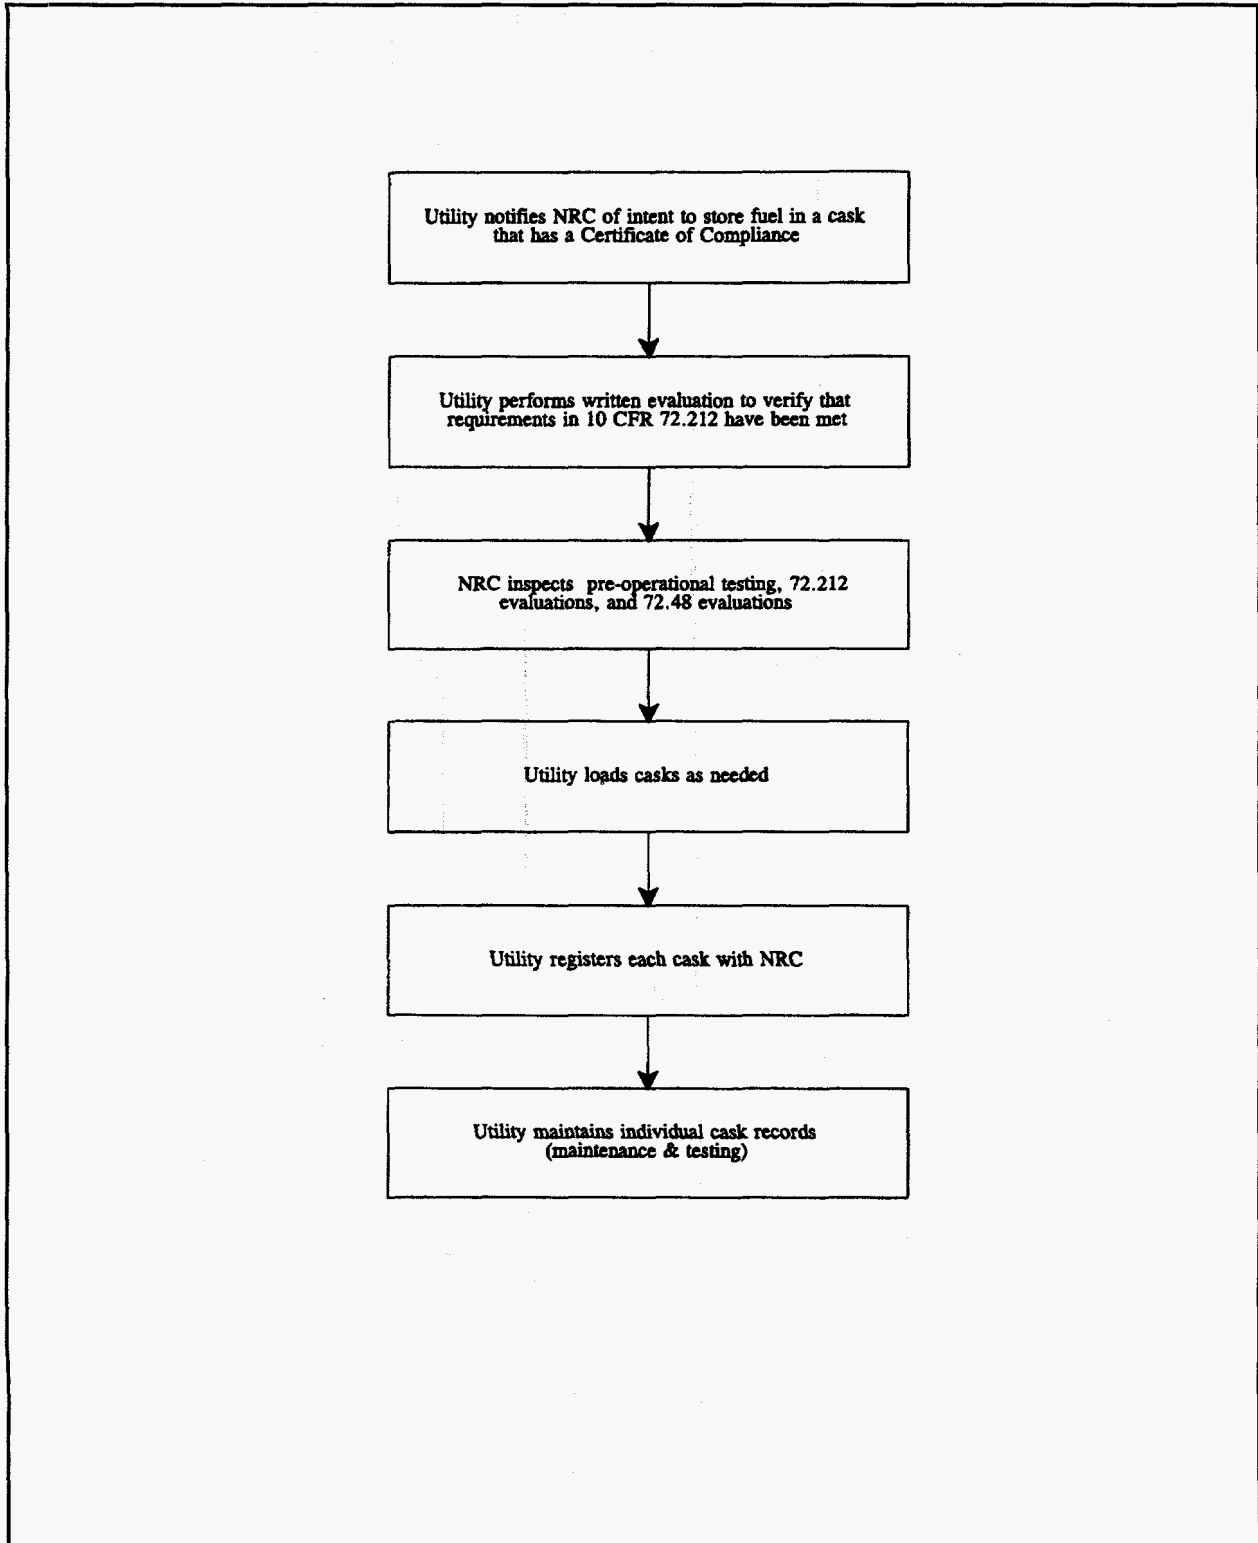 Utility notifies NRC of intent to store fuel in a cask
that has a Certificate of Compliance
Utility performs written evaluation to verify that
requirements in 10 CFR 72.212 have been met
NRC inspects pre-operational testing, 72.212
evaluations, and 72.48 evaluations
Utility loads casks as needed
Utility registers each cask with NRC
Utility maintains individual cask records
(maintenance & testing)